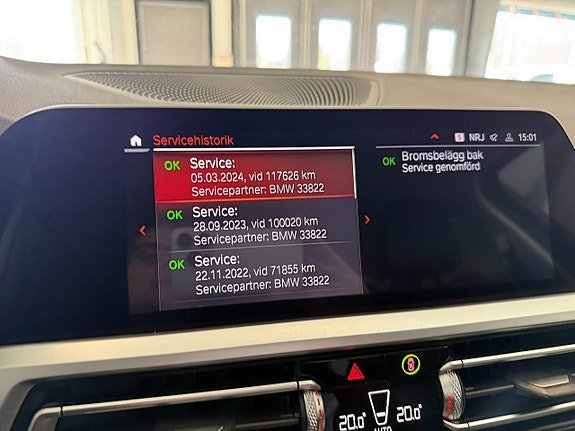 Servicehistorik
S NRJ 15:01
OK Service:
05.03.2024, vid 117626 km
Servicepartner: BMW 33822
OK Service:
28.09.2023, vid 100020 km
Servicepartner: BMW 33822
OK Service:
22.11.2022, vid 71855 km
Servicepartner: BMW 33822
OK Bromsbelägg bak
Service genomförd
20.0° 20.0°
AUTO